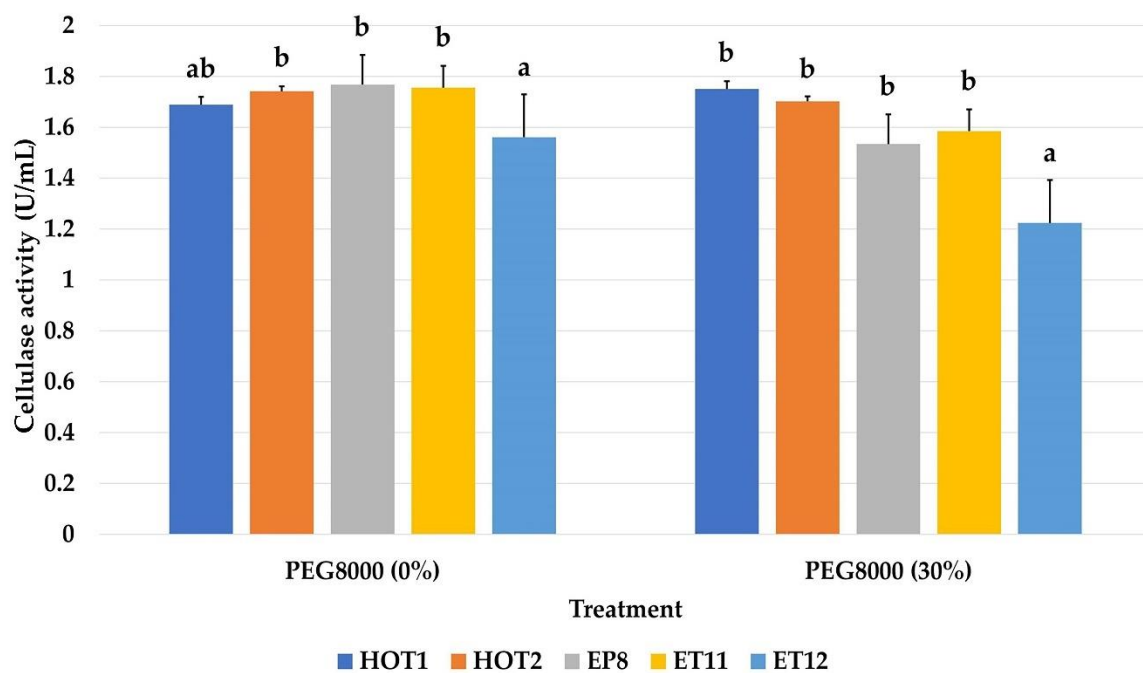 Cellulase activity (U/mL)
2
1.8
1.6
1.4
1.2
1
0.8
0.6
0.4
0.2
0
ab
b
b
b
a
b
b
b
b
a
PEG8000 (0%)
PEG8000 (30%)
Treatment
HOT1 HOT2 EP8 ET11 ET12